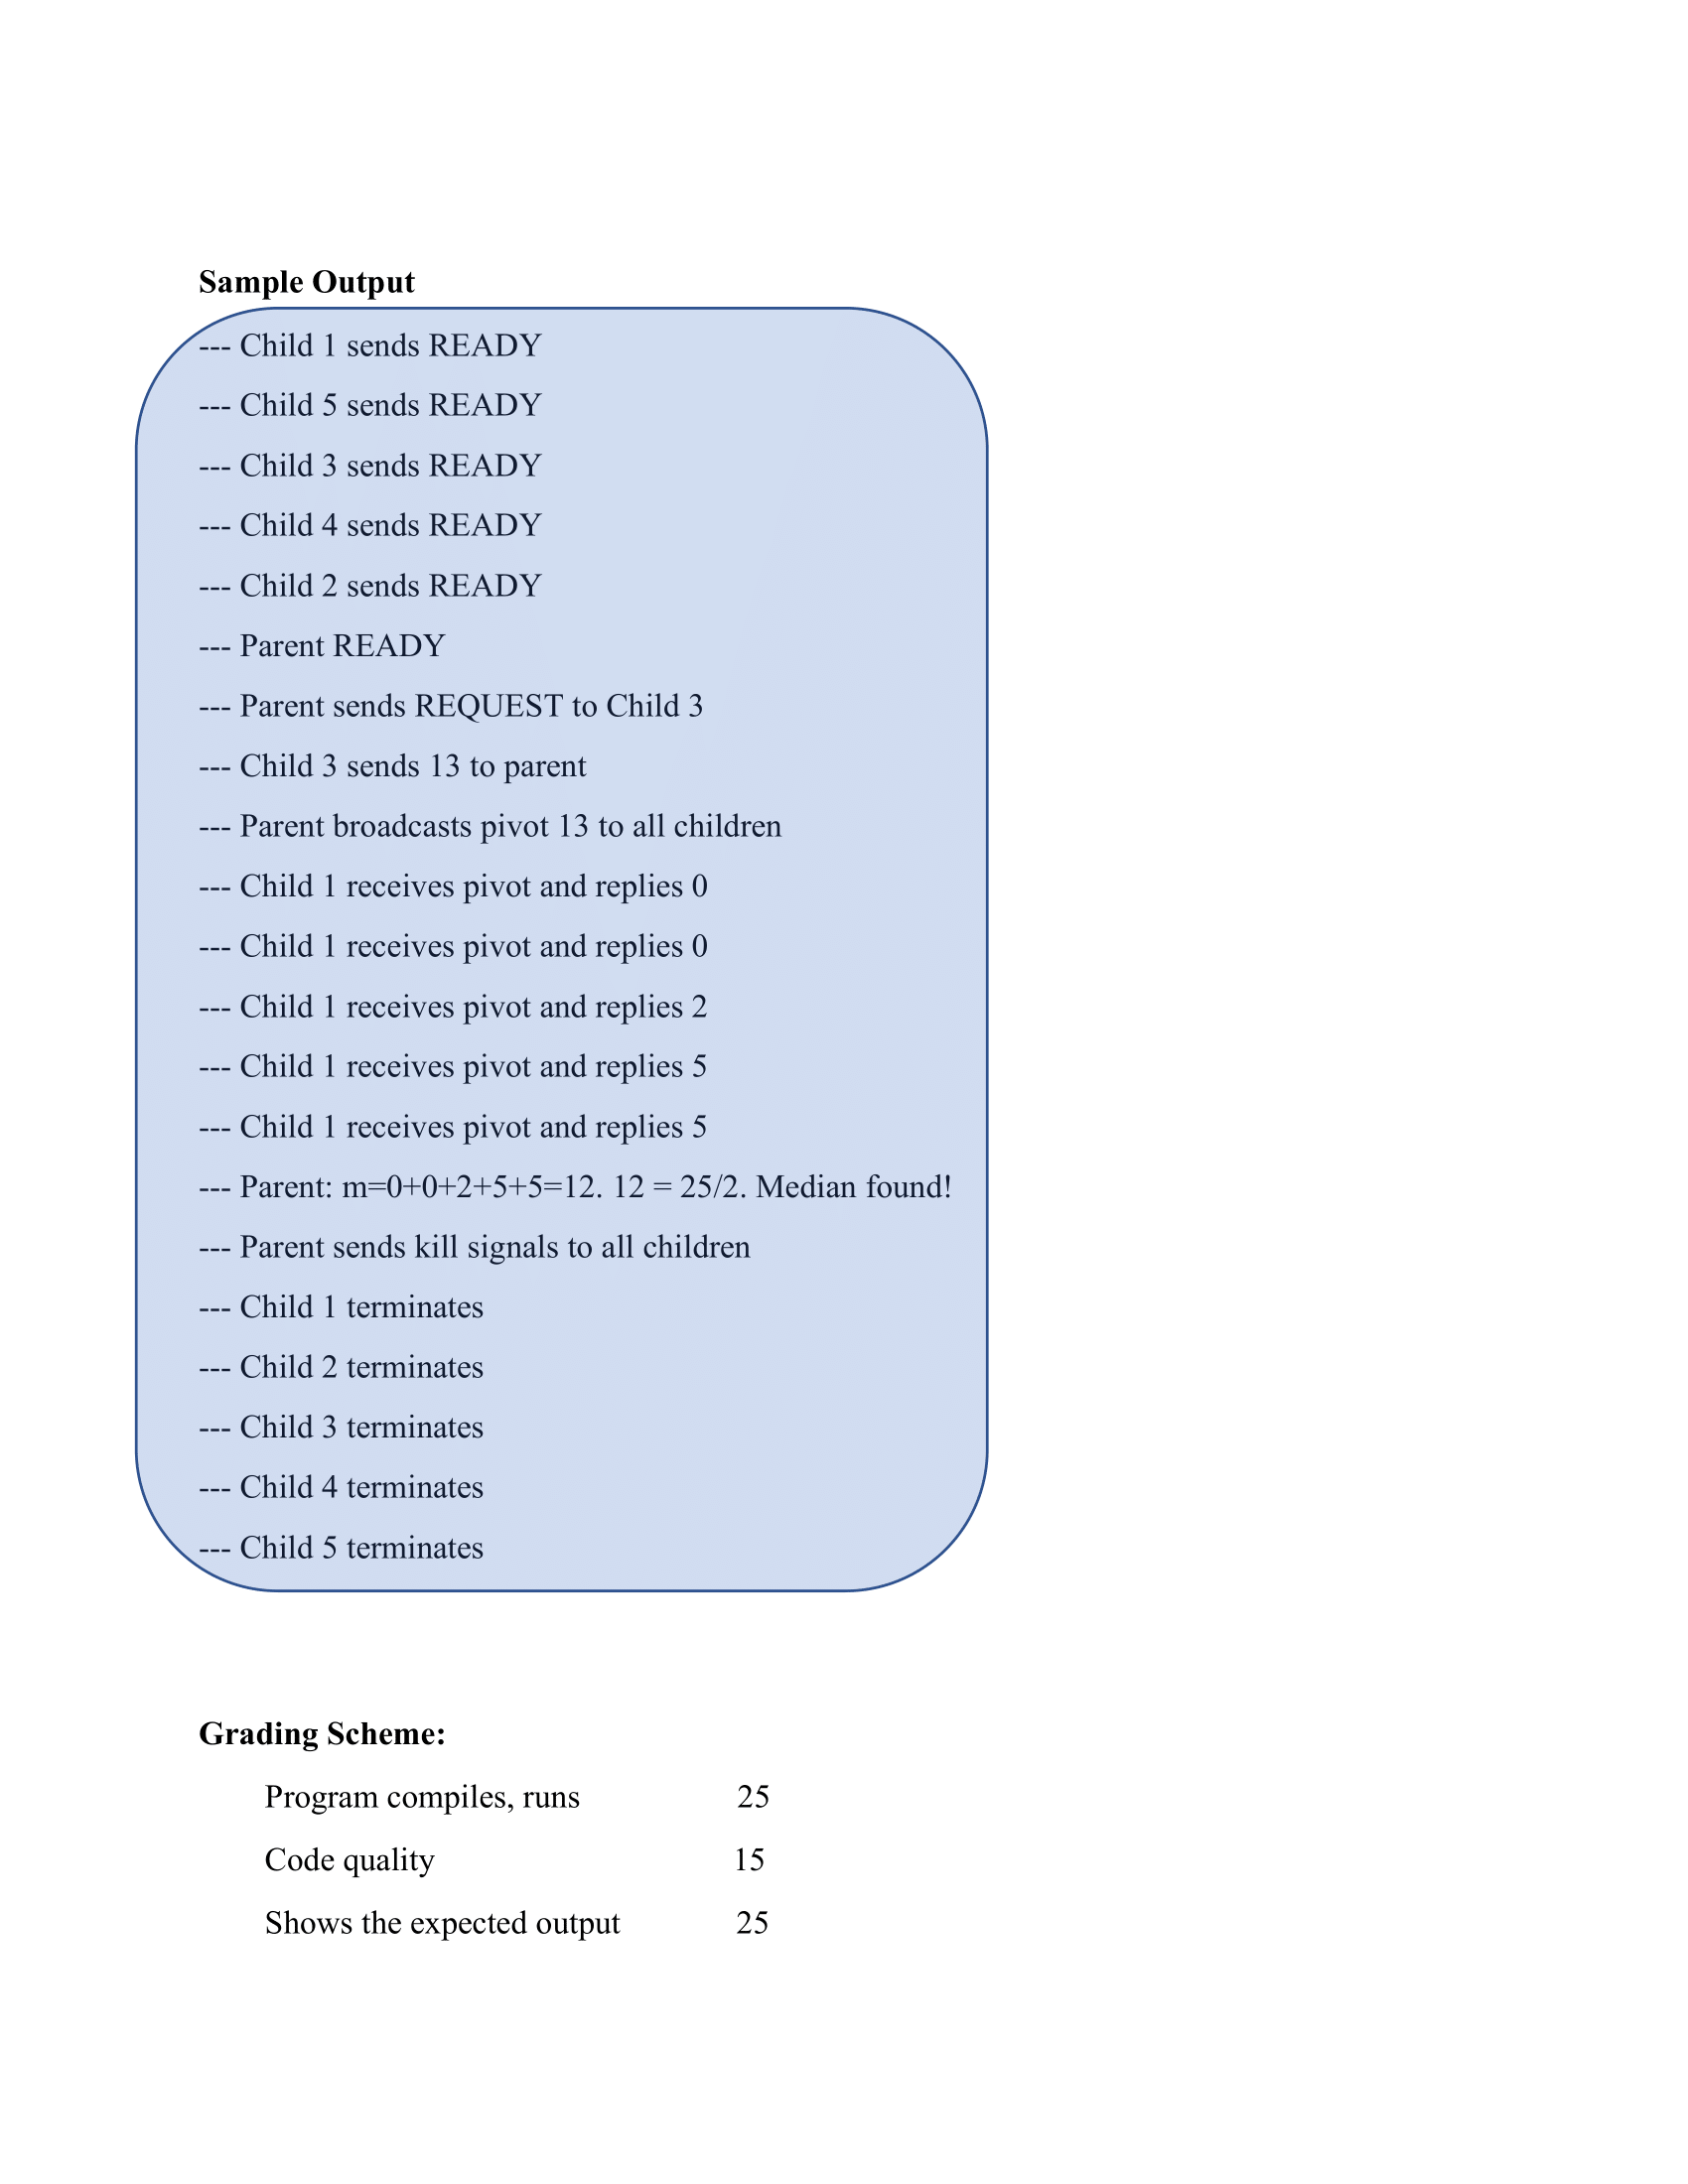 Sample Output
--- Child 1 sends READY
--- Child 5 sends READY
--- Child 3 sends READY
--- Child 4 sends READY
--- Child 2 sends READY
--- Parent READY
--- Parent sends REQUEST to Child 3
--- Child 3 sends 13 to parent
--- Parent broadcasts pivot 13 to all children
--- Child 1 receives pivot and replies 0
--- Child 1 receives pivot and replies 0
--- Child 1 receives pivot and replies 2
--- Child 1 receives pivot and replies 5
--- Child 1 receives pivot and replies 5
--- Parent: m=0+0+2+5+5=12. 12 = 25/2. Median found!
--- Parent sends kill signals to all children
--- Child 1 terminates
--- Child 2 terminates
--- Child 3 terminates
--- Child 4 terminates
--- Child 5 terminates
Grading Scheme:
Program compiles, runs 25
Code quality 15
Shows the expected output 25